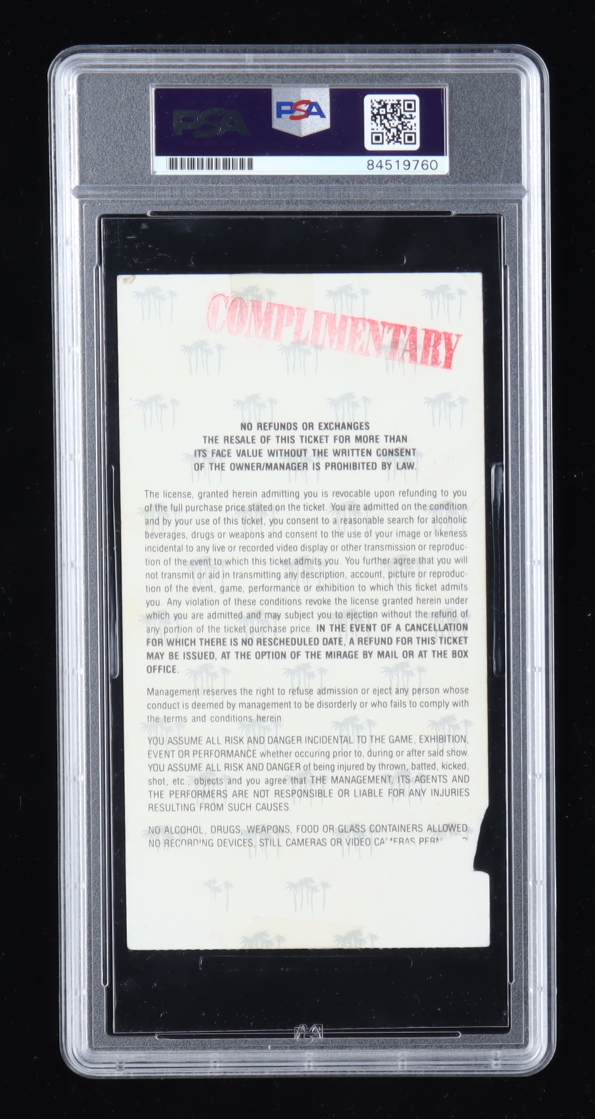 PSA
PSA
84519760
COMPLIMENTARY
NO REFUNDS OR EXCHANGES
THE RESALE OF THIS TICKET FOR MORE THAN
ITS FACE VALUE WITHOUT THE WRITTEN CONSENT
OF THE OWNER/MANAGER IS PROHIBITED BY LAW.
The license, granted herein admitting you is revocable upon refunding to you
of the full purchase price stated on the ticket. You are admitted on the condition
and by your use of this ticket, you consent to a reasonable search for alcoholic
beverages, drugs or weapons and consent to the use of your image or likeness
incidental to any live or recorded video display or other transmission or reproduc-
tion of the event to which this ticket admits you. You further agree that you will
not transmit or aid in transmitting any description, account, picture or reproduc-
tion of the event, game, performance or exhibition to which this ticket admits
you. Any violation of these conditions revoke the license granted herein under
which you are admitted and may subject you to ejection without the refund of
any portion of the ticket purchase price. IN THE EVENT OF A CANCELLATION
FOR WHICH THERE IS NO RESCHEDULED DATE, A REFUND FOR THIS TICKET
MAY BE ISSUED, AT THE OPTION OF THE MIRAGE BY MAIL OR AT THE BOX
OFFICE.
Management reserves the right to refuse admission or eject any person whose
conduct is deemed by management to be disorderly or who fails to comply with
the terms and conditions herein.
YOU ASSUME ALL RISK AND DANGER INCIDENTAL TO THE GAME, EXHIBITION,
EVENT OR PERFORMANCE whether occuring prior to, during or after said show.
YOU ASSUME ALL RISK AND DANGER of being injured by thrown, batted, kicked,
shot, etc., objects and you agree that THE MANAGEMENT, ITS AGENTS AND
THE PERFORMERS ARE NOT RESPONSIBLE OR LIABLE FOR ANY INJURIES
RESULTING FROM SUCH CAUSES.
NO ALCOHOL, DRUGS, WEAPONS, FOOD OR GLASS CONTAINERS ALLOWED
NO RECORDING DEVICES, STILL CAMERAS OR VIDEO CAMERAS